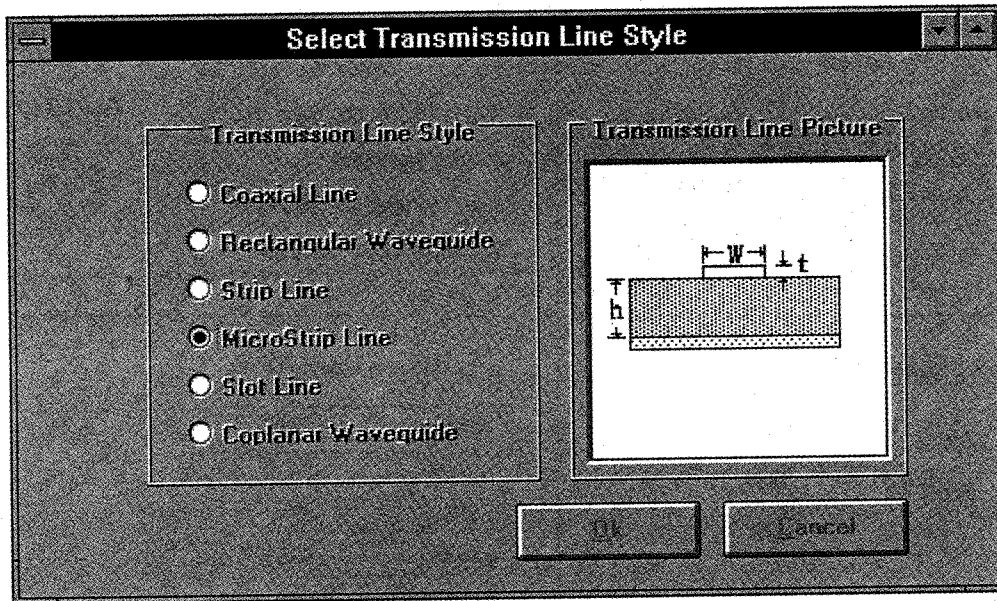 Select Transmission Line Style
Transmission Line Style
Coaxial Line
Rectangular Waveguide
Strip Line
MicroStrip Line
Slot Line
Coplanar Waveguide
Transmission Line Picture
W
t
h
Ok
Cancel